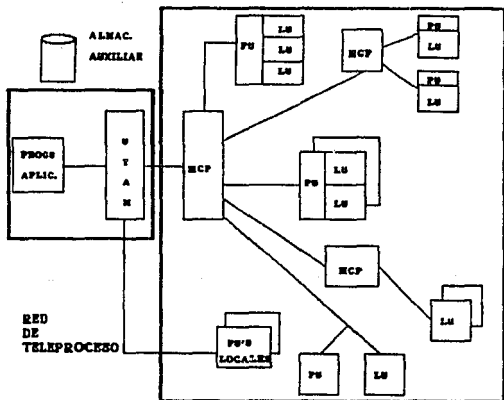 ALMAC.
AUXILIAR
PROGS
APLIC.
VTAM
NCP
PU
LU
LU
LU
NCP
PU
LU
PU
LU
PU
LU
LU
NCP
LU
PU
LU
PU'S
LOCALES
RED
DE
TELEPROCESO